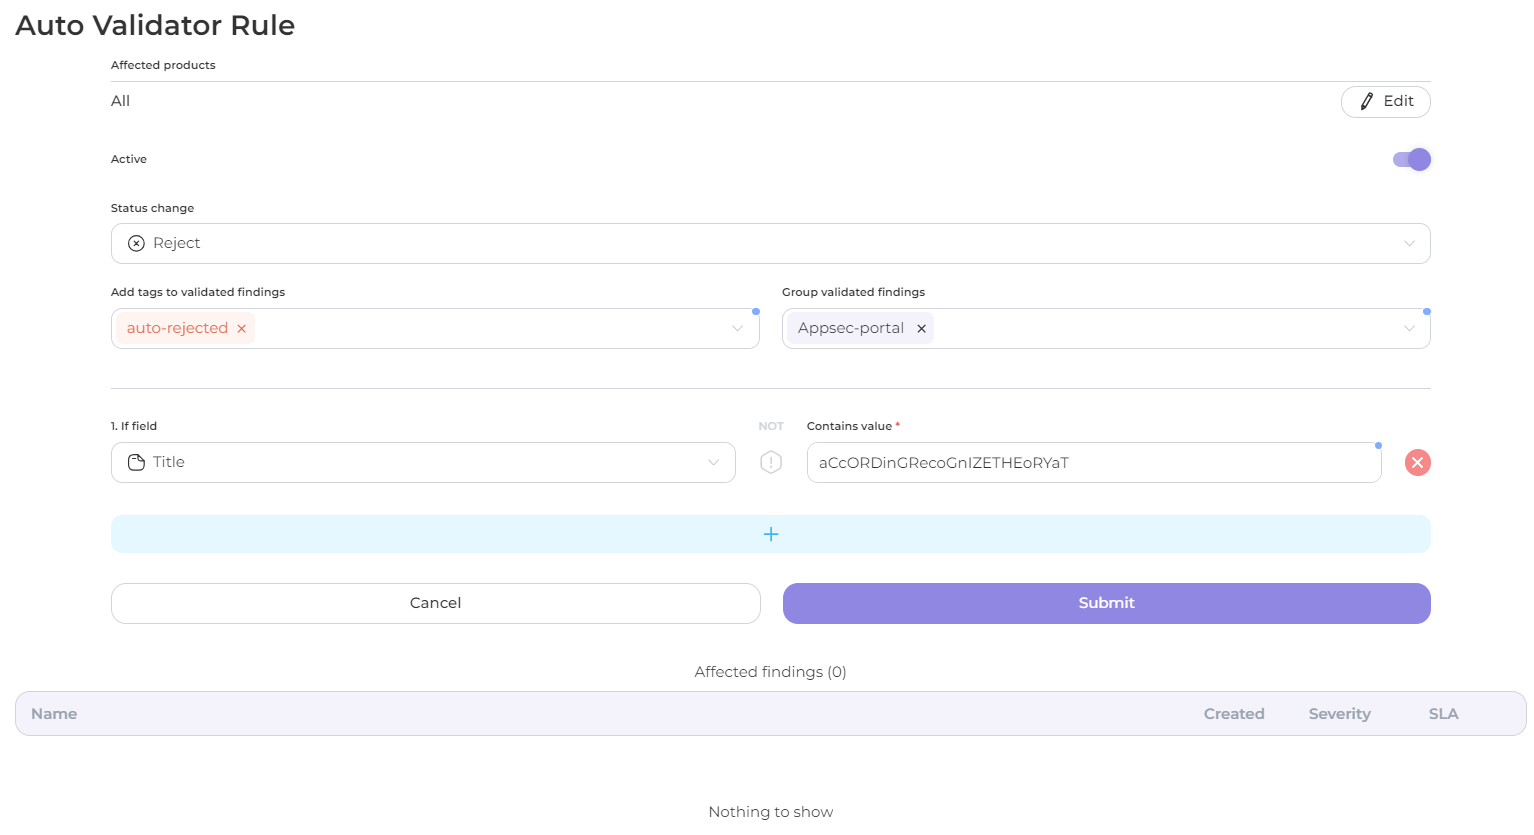 Auto Validator Rule
Affected products
All
Edit
Active
Status change
Reject
Add tags to validated findings
Group validated findings
auto-rejected
Appsec-portal
1. If field
NOT
Contains value *
Title
aCcORDinGRecoGnIZETHEoRYaT
Cancel
Submit
Affected findings (0)
Name
Created
Severity
SLA
Nothing to show